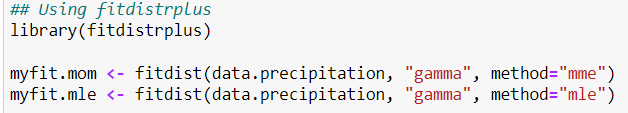 ## Using fitdistrplus
library(fitdistrplus)
myfit.mom <- fitdist(data.precipitation, "gamma", method="mme")
myfit.mle <- fitdist(data.precipitation, "gamma", method="mle")